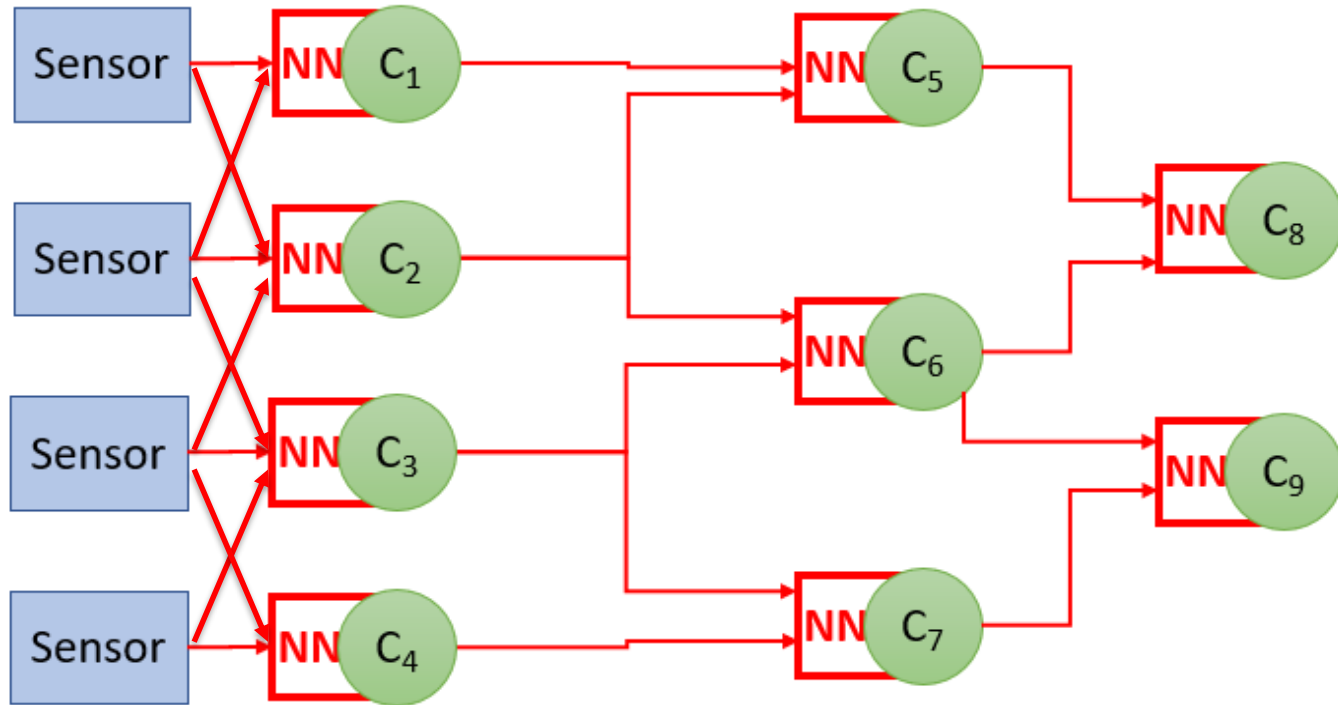 Sensor
NN C₁
NN C₅
Sensor
NN C₂
NN C₈
NN C₆
Sensor
NN C₃
NN C₉
Sensor
NN C₄
NN C₇